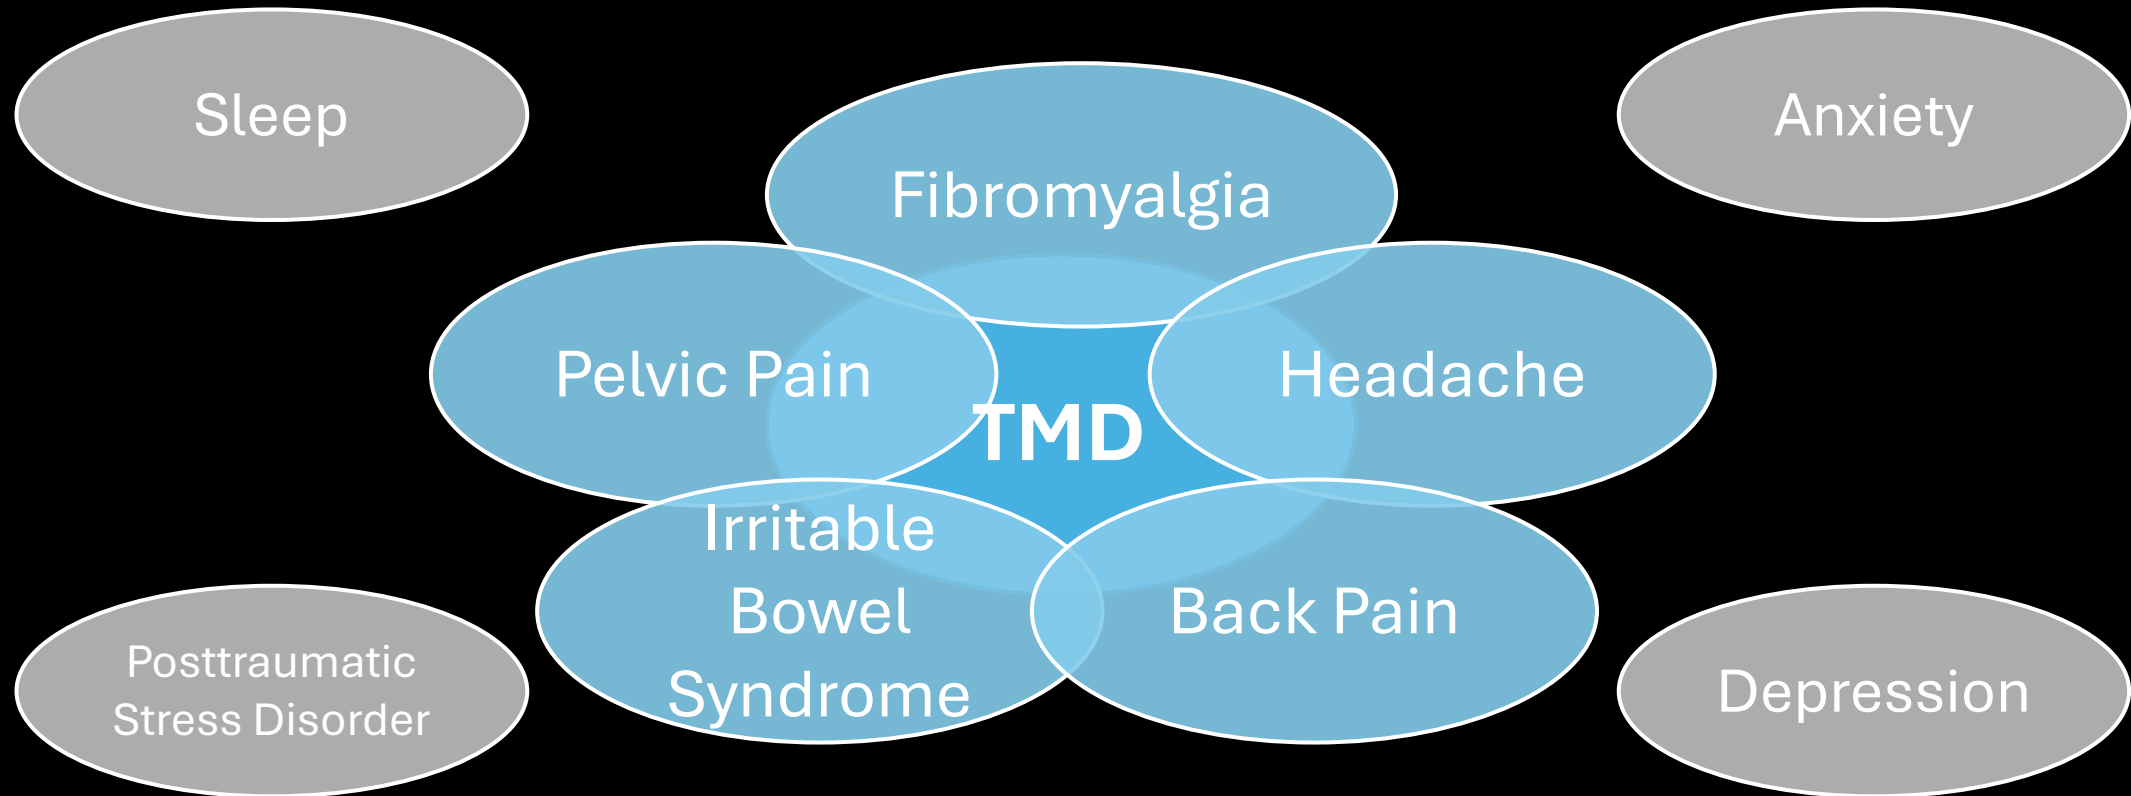 Sleep
Anxiety
Fibromyalgia
Pelvic Pain
Headache
TMD
Irritable
Bowel
Syndrome
Back Pain
Posttraumatic
Stress Disorder
Depression